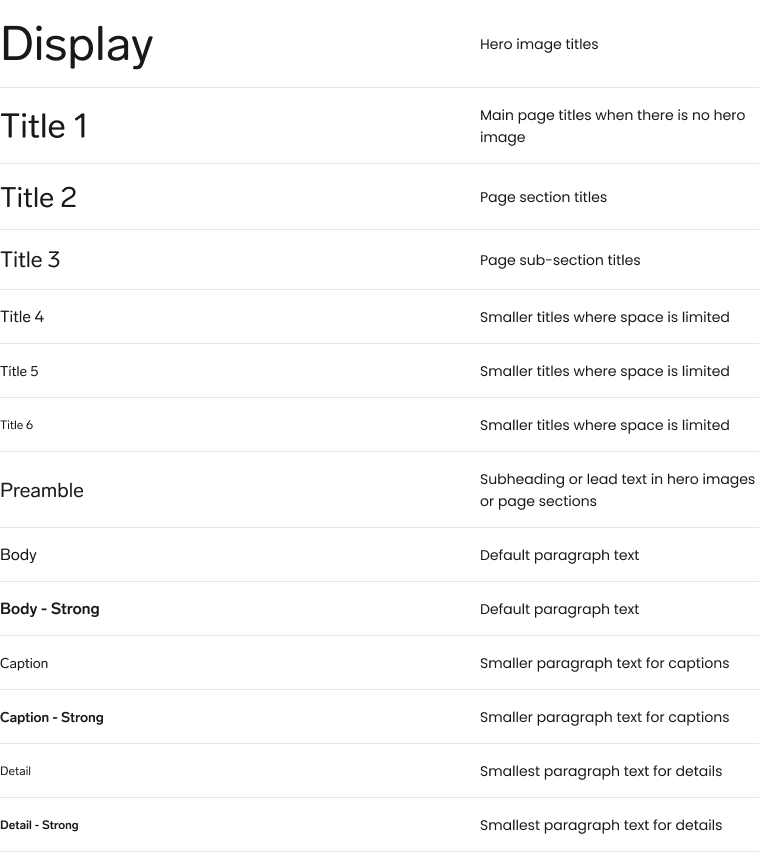 Display
Hero image titles
Title 1
Main page titles when there is no hero
image
Title 2
Page section titles
Title 3
Page sub-section titles
Title 4
Smaller titles where space is limited
Title 5
Smaller titles where space is limited
Title 6
Smaller titles where space is limited
Preamble
Subheading or lead text in hero images
or page sections
Body
Default paragraph text
Body - Strong
Default paragraph text
Caption
Smaller paragraph text for captions
Caption - Strong
Smaller paragraph text for captions
Detail
Smallest paragraph text for details
Detail - Strong
Smallest paragraph text for details